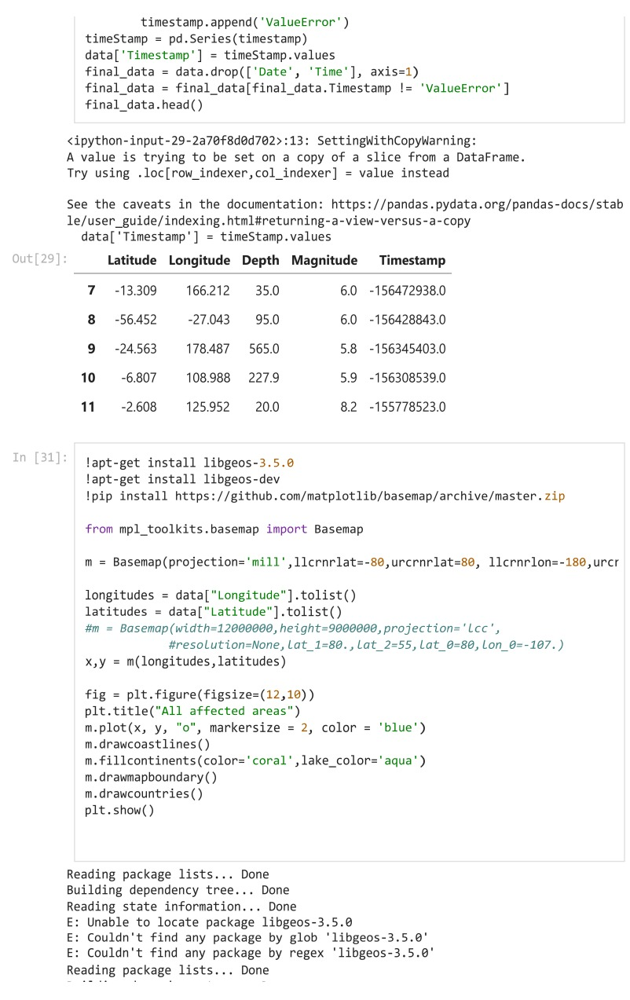 timestamp.append('ValueError')
timeStamp = pd.Series(timestamp)
data['Timestamp'] = timeStamp.values
final_data = data.drop(['Date', 'Time'], axis=1)
final_data = final_data[final_data.Timestamp != 'ValueError']
final_data.head()
<ipython-input-29-2a70f8d0d702>:13: SettingWithCopyWarning:
A value is trying to be set on a copy of a slice from a DataFrame.
Try using .loc[row_indexer,col_indexer] = value instead
See the caveats in the documentation: https://pandas.pydata.org/pandas-docs/stab
le/user_guide/indexing.html#returning-a-view-versus-a-copy
data['Timestamp'] = timeStamp.values
Out[29]:
Latitude Longitude Depth Magnitude Timestamp
7 -13.309 166.212 35.0 6.0 -156472938.0
8 -56.452 -27.043 95.0 6.0 -156428843.0
9 -24.563 178.487 565.0 5.8 -156345403.0
10 -6.807 108.988 227.9 5.9 -156308539.0
11 -2.608 125.952 20.0 8.2 -155778523.0
In [31]:
!apt-get install libgeos-3.5.0
!apt-get install libgeos-dev
!pip install https://github.com/matplotlib/basemap/archive/master.zip
from mpl_toolkits.basemap import Basemap
m = Basemap(projection='mill',llcrnrlat=-80,urcrnrlat=80, llcrnrlon=-180,urcr
longitudes = data["Longitude"].tolist()
latitudes = data["Latitude"].tolist()
#m = Basemap(width=12000000,height=9000000,projection='lcc',
#resolution=None,lat_1=80.,lat_2=55,lat_0=80,lon_0=-107.)
x,y = m(longitudes,latitudes)
fig = plt.figure(figsize=(12,10))
plt.title("All affected areas")
m.plot(x, y, "o", markersize = 2, color = 'blue')
m.drawcoastlines()
m.fillcontinents(color='coral',lake_color='aqua')
m.drawmapboundary()
m.drawcountries()
plt.show()
Reading package lists... Done
Building dependency tree... Done
Reading state information... Done
E: Unable to locate package libgeos-3.5.0
E: Couldn't find any package by glob 'libgeos-3.5.0'
E: Couldn't find any package by regex 'libgeos-3.5.0'
Reading package lists... Done